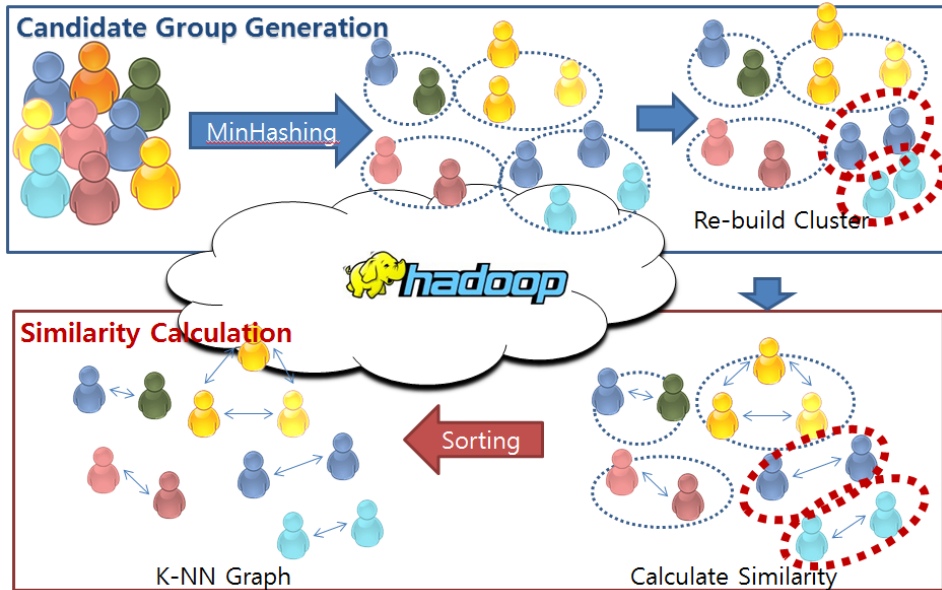 Candidate Group Generation
MinHashing
Re-build Cluster
hadoop
Similarity Calculation
Sorting
K-NN Graph
Calculate Similarity